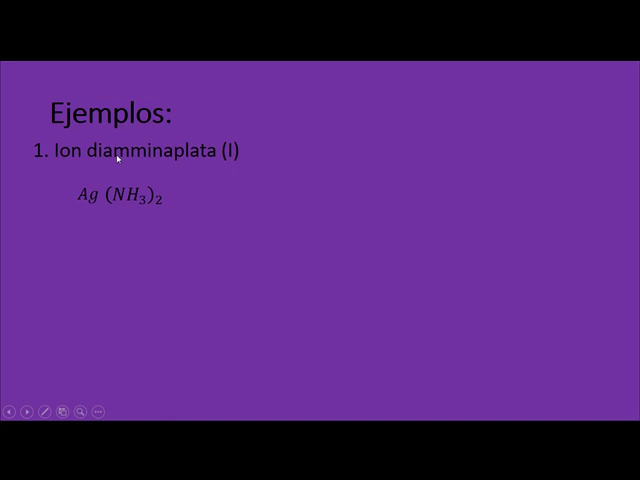 Ejemplos:
1. Ion diamminaplata (I)
Ag (NH₃)₂